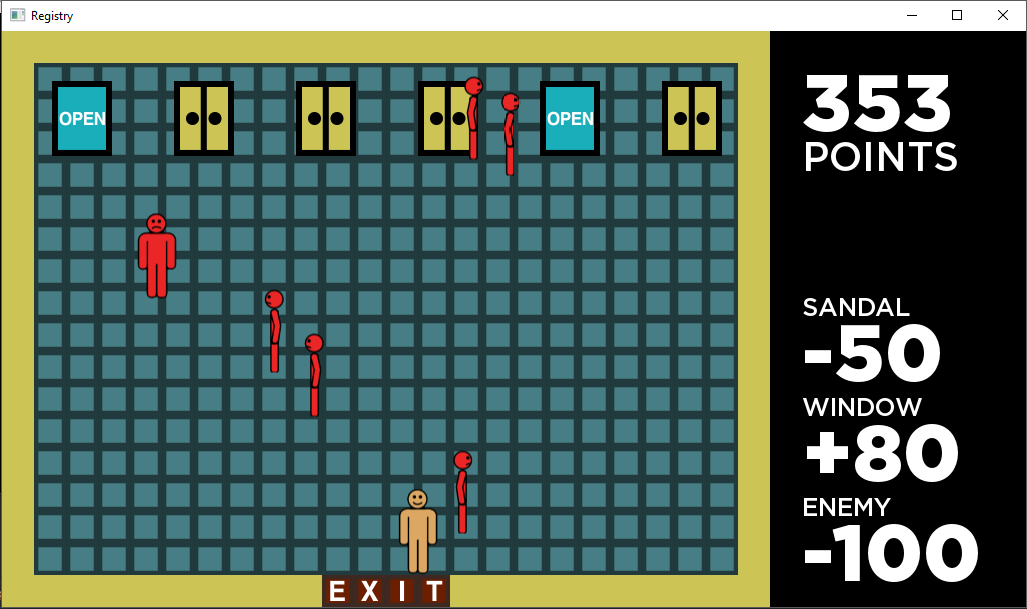 Registry
OPEN
OPEN
353
POINTS
SANDAL
-50
WINDOW
+80
ENEMY
-100
EXIT